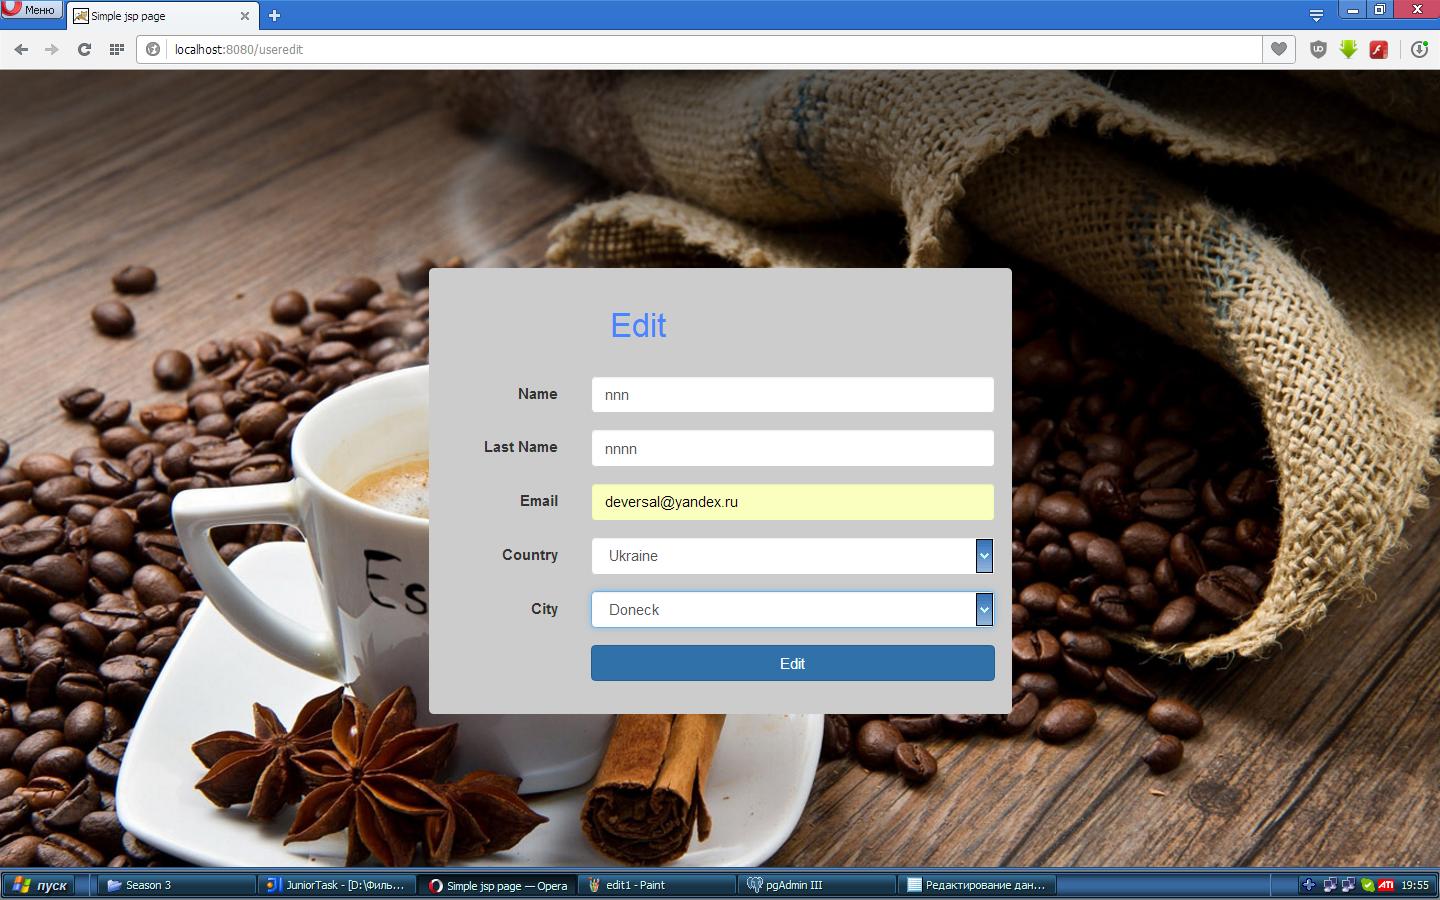 Меню
Simple jsp page
localhost:8080/useredit
Edit
Name
nnn
Last Name
nnnn
Email
deversal@yandex.ru
Country
Ukraine
City
Doneck
Edit
Es
пуск
Season 3
JuniorTask - [D:\Филь...
Simple jsp page — Opera
edit1 - Paint
pgAdmin III
Редактирование дан...
ATI
19:55